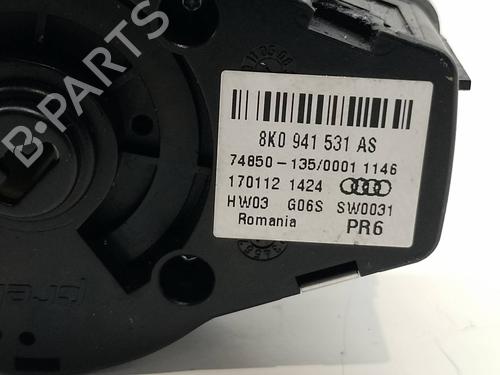 B-PARTS
8K0 941 531 AS
74850-135/0001 1146
170112 1424
HW03 G06S SW0031
Romania PR6